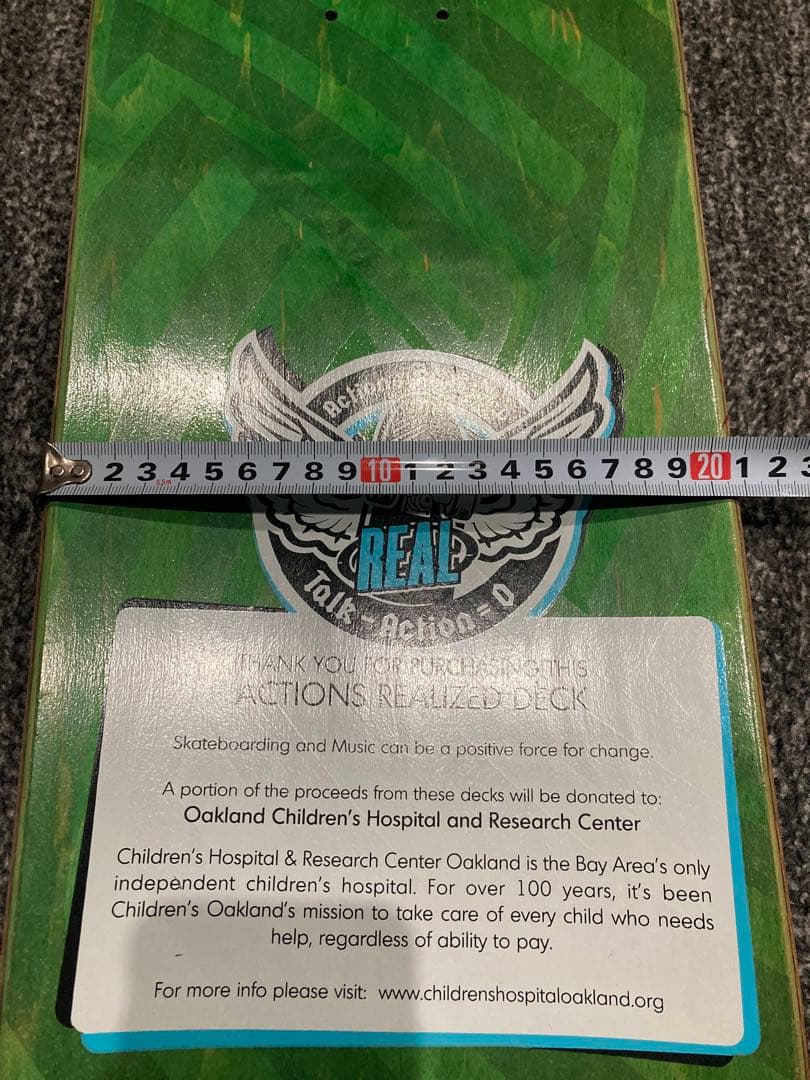 2 3 4 5 6 7 8 9 10 1 2 3 4 5 6 7 8 9 20 1 2 3
5.5m
REAL
Talk - Action = 0
THANK YOU FOR PURCHASING THIS
ACTIONS REALIZED DECK
Skateboarding and Music can be a positive force for change.
A portion of the proceeds from these decks will be donated to:
Oakland Children's Hospital and Research Center
Children's Hospital & Research Center Oakland is the Bay Area's only
independent children's hospital. For over 100 years, it's been
Children's Oakland's mission to take care of every child who needs
help, regardless of ability to pay.
For more info please visit: www.childrenshospitaloakland.org